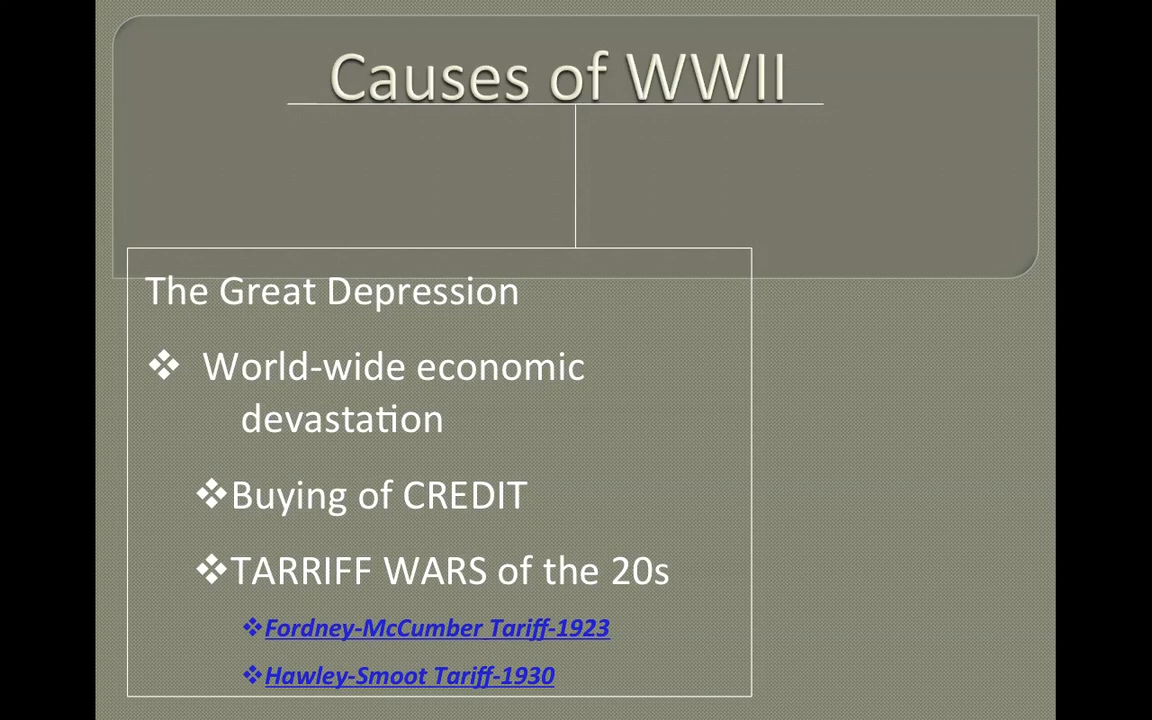 Causes of WWII
The Great Depression
❖ World-wide economic
devastation
❖Buying of CREDIT
❖TARRIFF WARS of the 20s
❖Fordney-McCumber Tariff-1923
❖Hawley-Smoot Tariff-1930